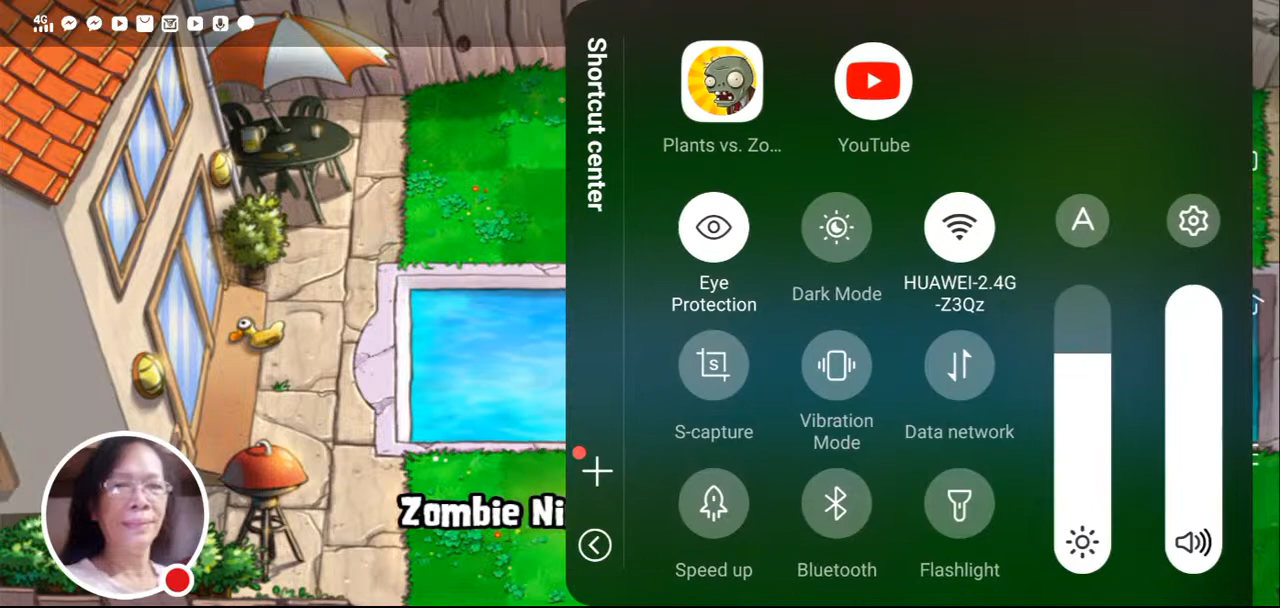 4G
Shortcut center
Plants vs. Zo...
YouTube
A
Eye
Protection
Dark Mode
HUAWEI-2.4G
-Z3Qz
S
S-capture
Vibration
Mode
Data network
Zombie Ni
Speed up
Bluetooth
Flashlight